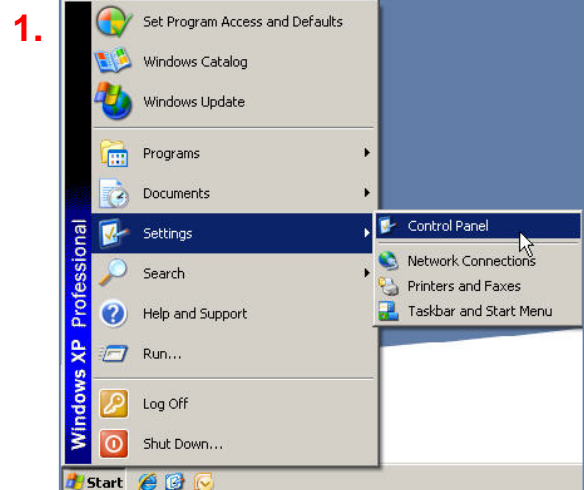 1.
Set Program Access and Defaults
Windows Catalog
Windows Update
Programs
Documents
Settings
Search
Help and Support
Run...
Log Off
Shut Down...
Windows XP Professional
Control Panel
Network Connections
Printers and Faxes
Taskbar and Start Menu
Start